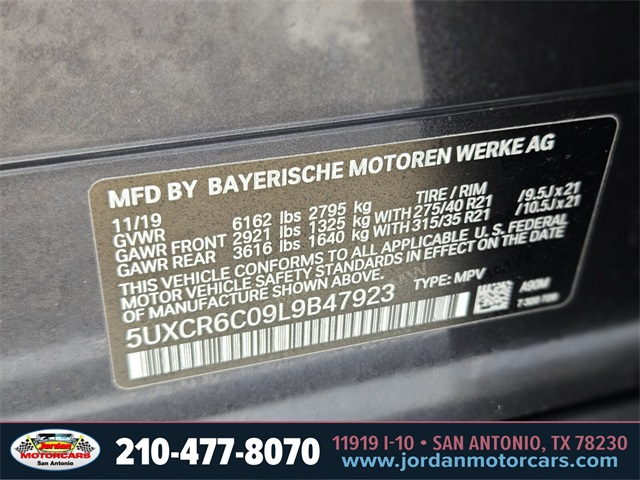 MFD BY BAYERISCHE MOTOREN WERKE AG
11/19 TIRE / RIM
GVWR 6162 lbs 2795 kg
GAWR FRONT 2921 lbs 1325 kg WITH 275/40 R21 /9.5J x 21
GAWR REAR 3616 lbs 1640 kg WITH 315/35 R21 /10.5J x 21
THIS VEHICLE CONFORMS TO ALL APPLICABLE U. S. FEDERAL
MOTOR VEHICLE SAFETY STANDARDS IN EFFECT ON THE DATE
OF MANUFACTURE SHOWN ABOVE.
5UXCR6C09L9B47923 TYPE: MPV A90M
Jordan
MOTORCARS
San Antonio
210-477-8070
11919 I-10 • SAN ANTONIO, TX 78230
www.jordanmotorcars.com